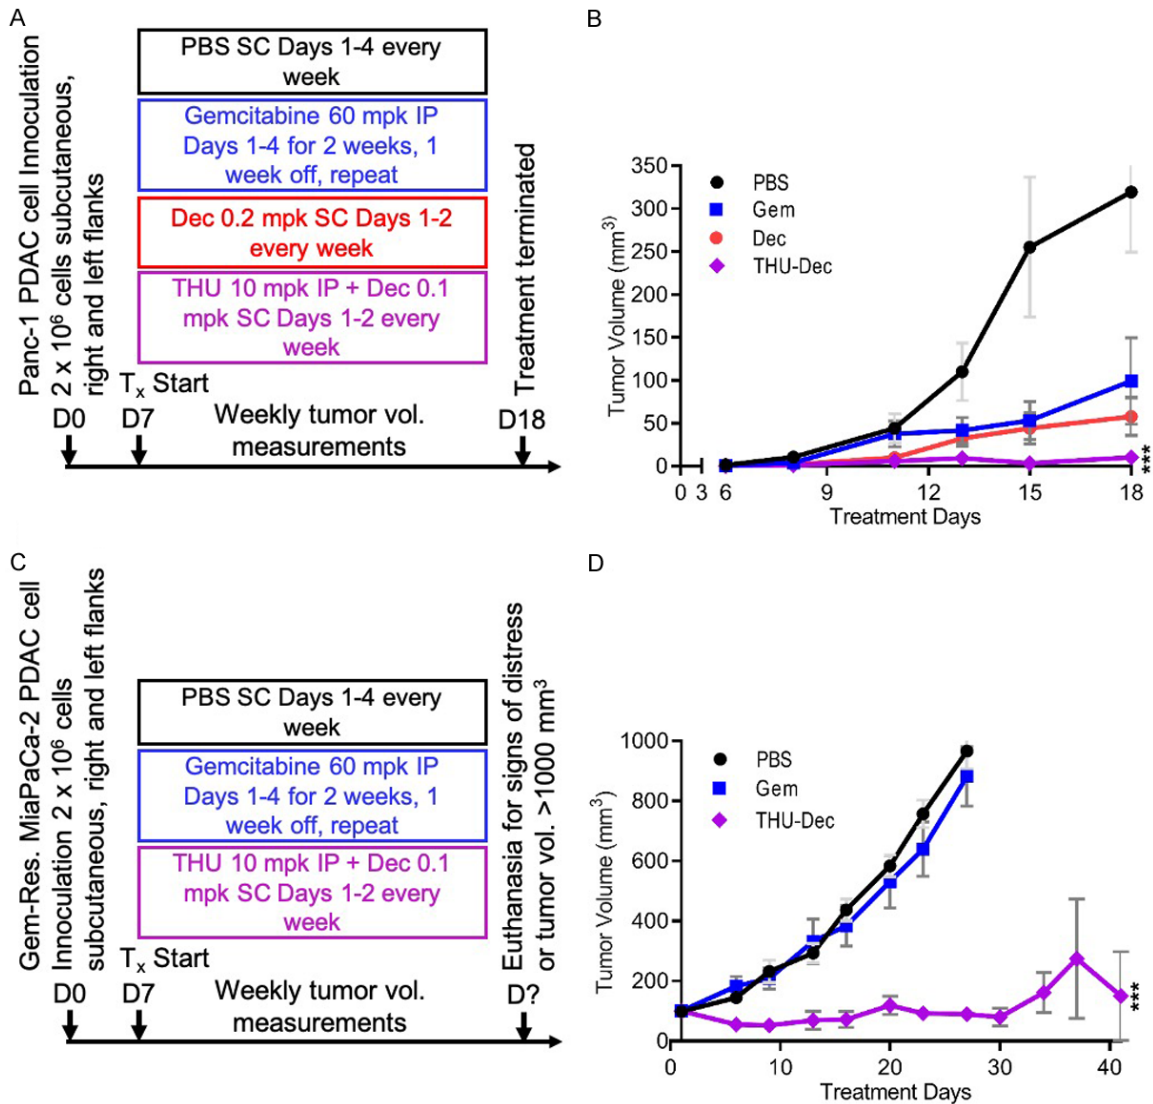 A
Panc-1 PDAC cell Innoculation
2 x 10⁶ cells subcutaneous,
right and left flanks
PBS SC Days 1-4 every
week
Gemcitabine 60 mpk IP
Days 1-4 for 2 weeks, 1
week off, repeat
Dec 0.2 mpk SC Days 1-2
every week
THU 10 mpk IP + Dec 0.1
mpk SC Days 1-2 every
week
Treatment terminated
Tx Start
D0
D7
Weekly tumor vol.
measurements
D18
B
Tumor Volume (mm³)
350
300
250
200
150
100
50
0
PBS
Gem
Dec
THU-Dec
***
0 3 6 9 12 15 18
Treatment Days
C
Gem-Res. MiaPaCa-2 PDAC cell
Innoculation 2 x 10⁶ cells
subcutaneous, right and left flanks
PBS SC Days 1-4 every
week
Gemcitabine 60 mpk IP
Days 1-4 for 2 weeks, 1
week off, repeat
THU 10 mpk IP + Dec 0.1
mpk SC Days 1-2 every
week
Euthanasia for signs of distress
or tumor vol. >1000 mm³
Tx Start
D0
D7
Weekly tumor vol.
measurements
D?
D
Tumor Volume (mm³)
1000
800
600
400
200
0
PBS
Gem
THU-Dec
***
0 10 20 30 40
Treatment Days